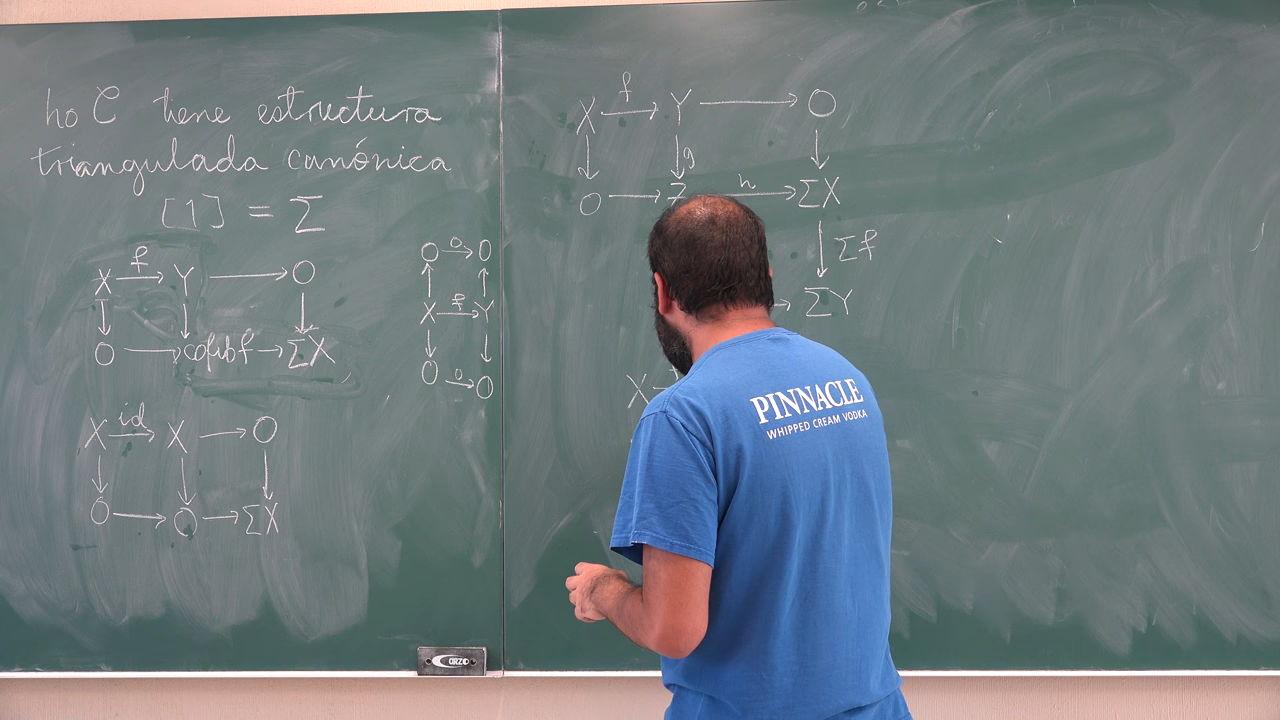 ho C tiene estructura
triangulada canónica
[1] = Σ
X f→ Y → 0
↓ ↓ ↓
0 → cofib f → ΣX
X id→ X → 0
↓ ↓ ↓
0 → 0 → ΣX
0 0→ 0
↑ ↑
X f→ Y
↓ ↓
0 0→ 0
X f→ Y → 0
↓ ↓g ↓
0 → Z h→ ΣX
↓ Σf
→ ΣY
X
PINNACLE
WHIPPED CREAM VODKA